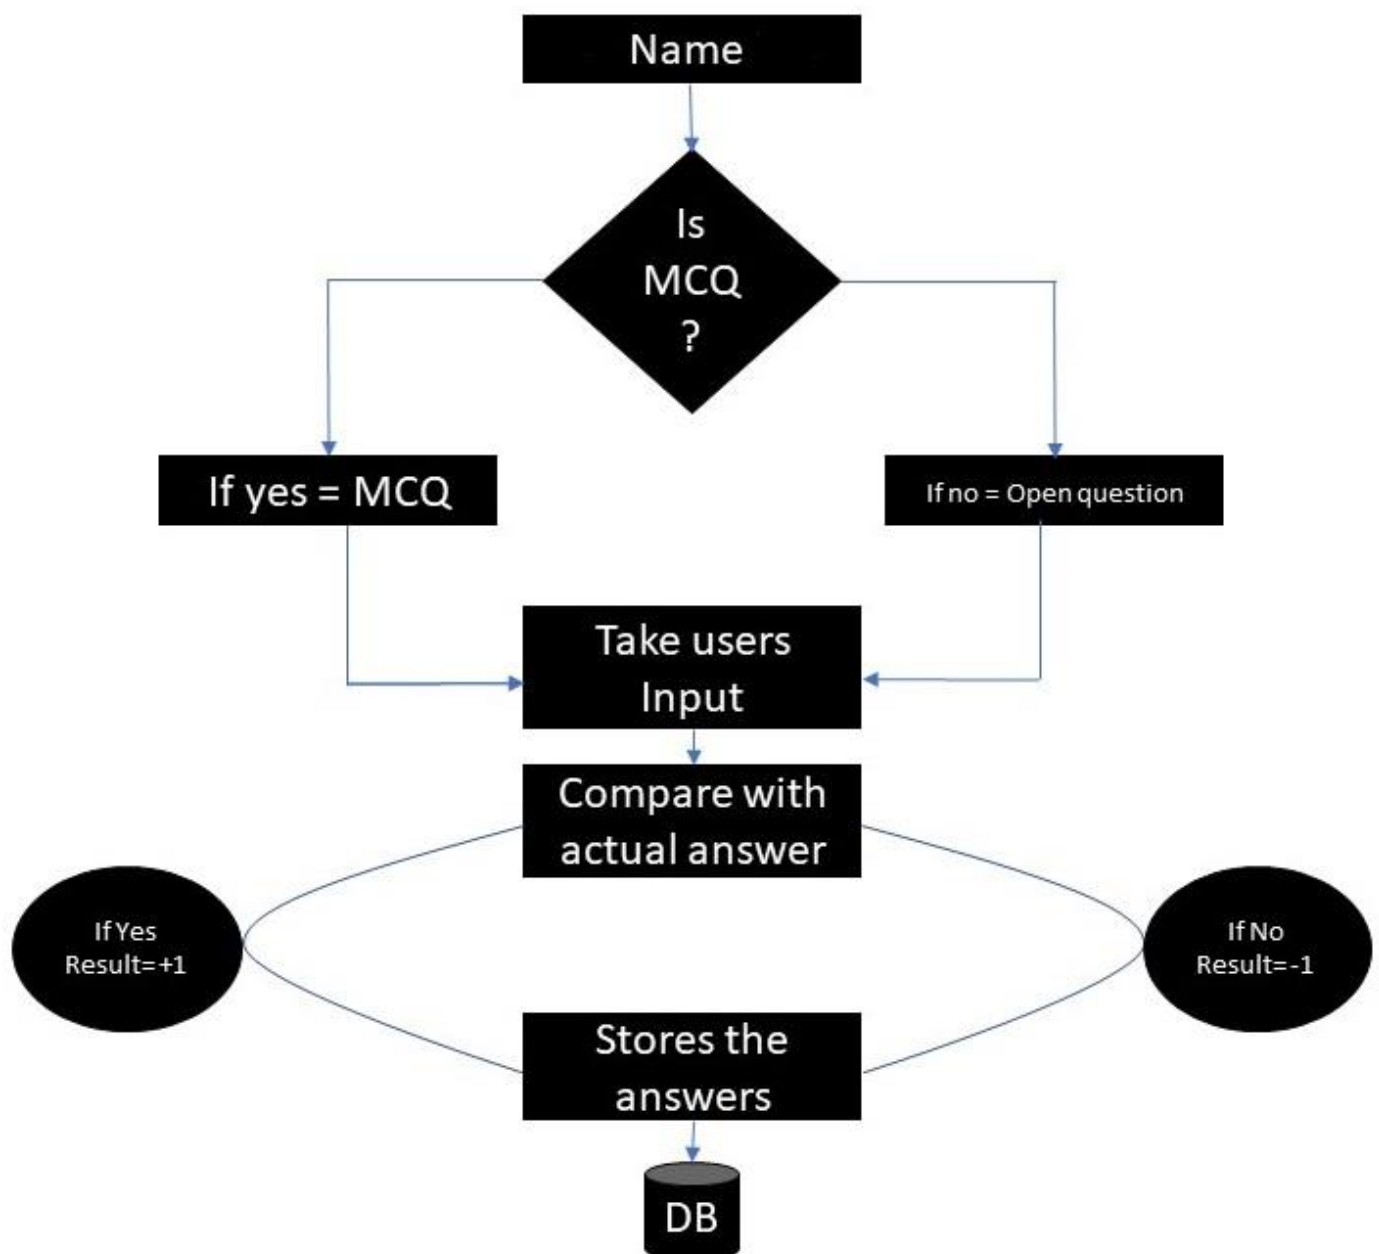 Name
Is
MCQ
?
If yes = MCQ
If no = Open question
Take users
Input
Compare with
actual answer
If Yes
Result=+1
If No
Result=-1
Stores the
answers
DB